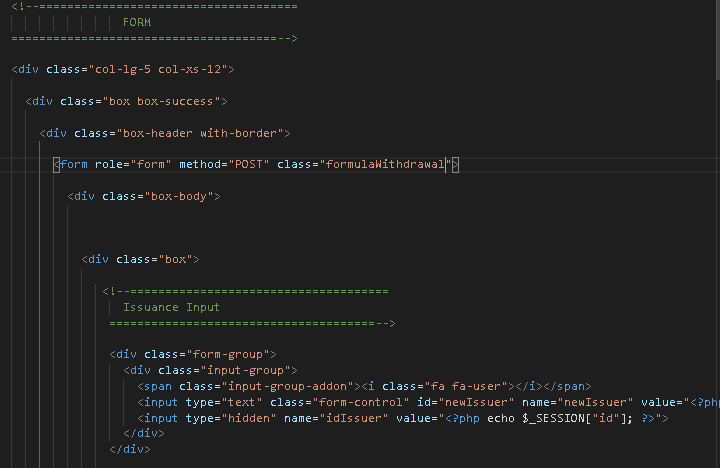 <!--=====================================
FORM
======================================-->
<div class="col-lg-5 col-xs-12">
<div class="box box-success">
<div class="box-header with-border">
<form role="form" method="POST" class="formulaWithdrawal">
<div class="box-body">
<div class="box">
<!--=====================================
Issuance Input
======================================-->
<div class="form-group">
<div class="input-group">
<span class="input-group-addon"><i class="fa fa-user"></i></span>
<input type="text" class="form-control" id="newIssuer" name="newIssuer" value="<?php
<input type="hidden" name="idIssuer" value="<?php echo $_SESSION["id"]; ?>">
</div>
</div>